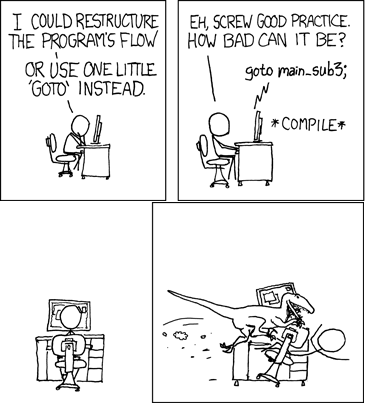 I COULD RESTRUCTURE
THE PROGRAM'S FLOW
OR USE ONE LITTLE
'GOTO' INSTEAD.
EH, SCREW GOOD PRACTICE.
HOW BAD CAN IT BE?
goto main_sub3;
*COMPILE*